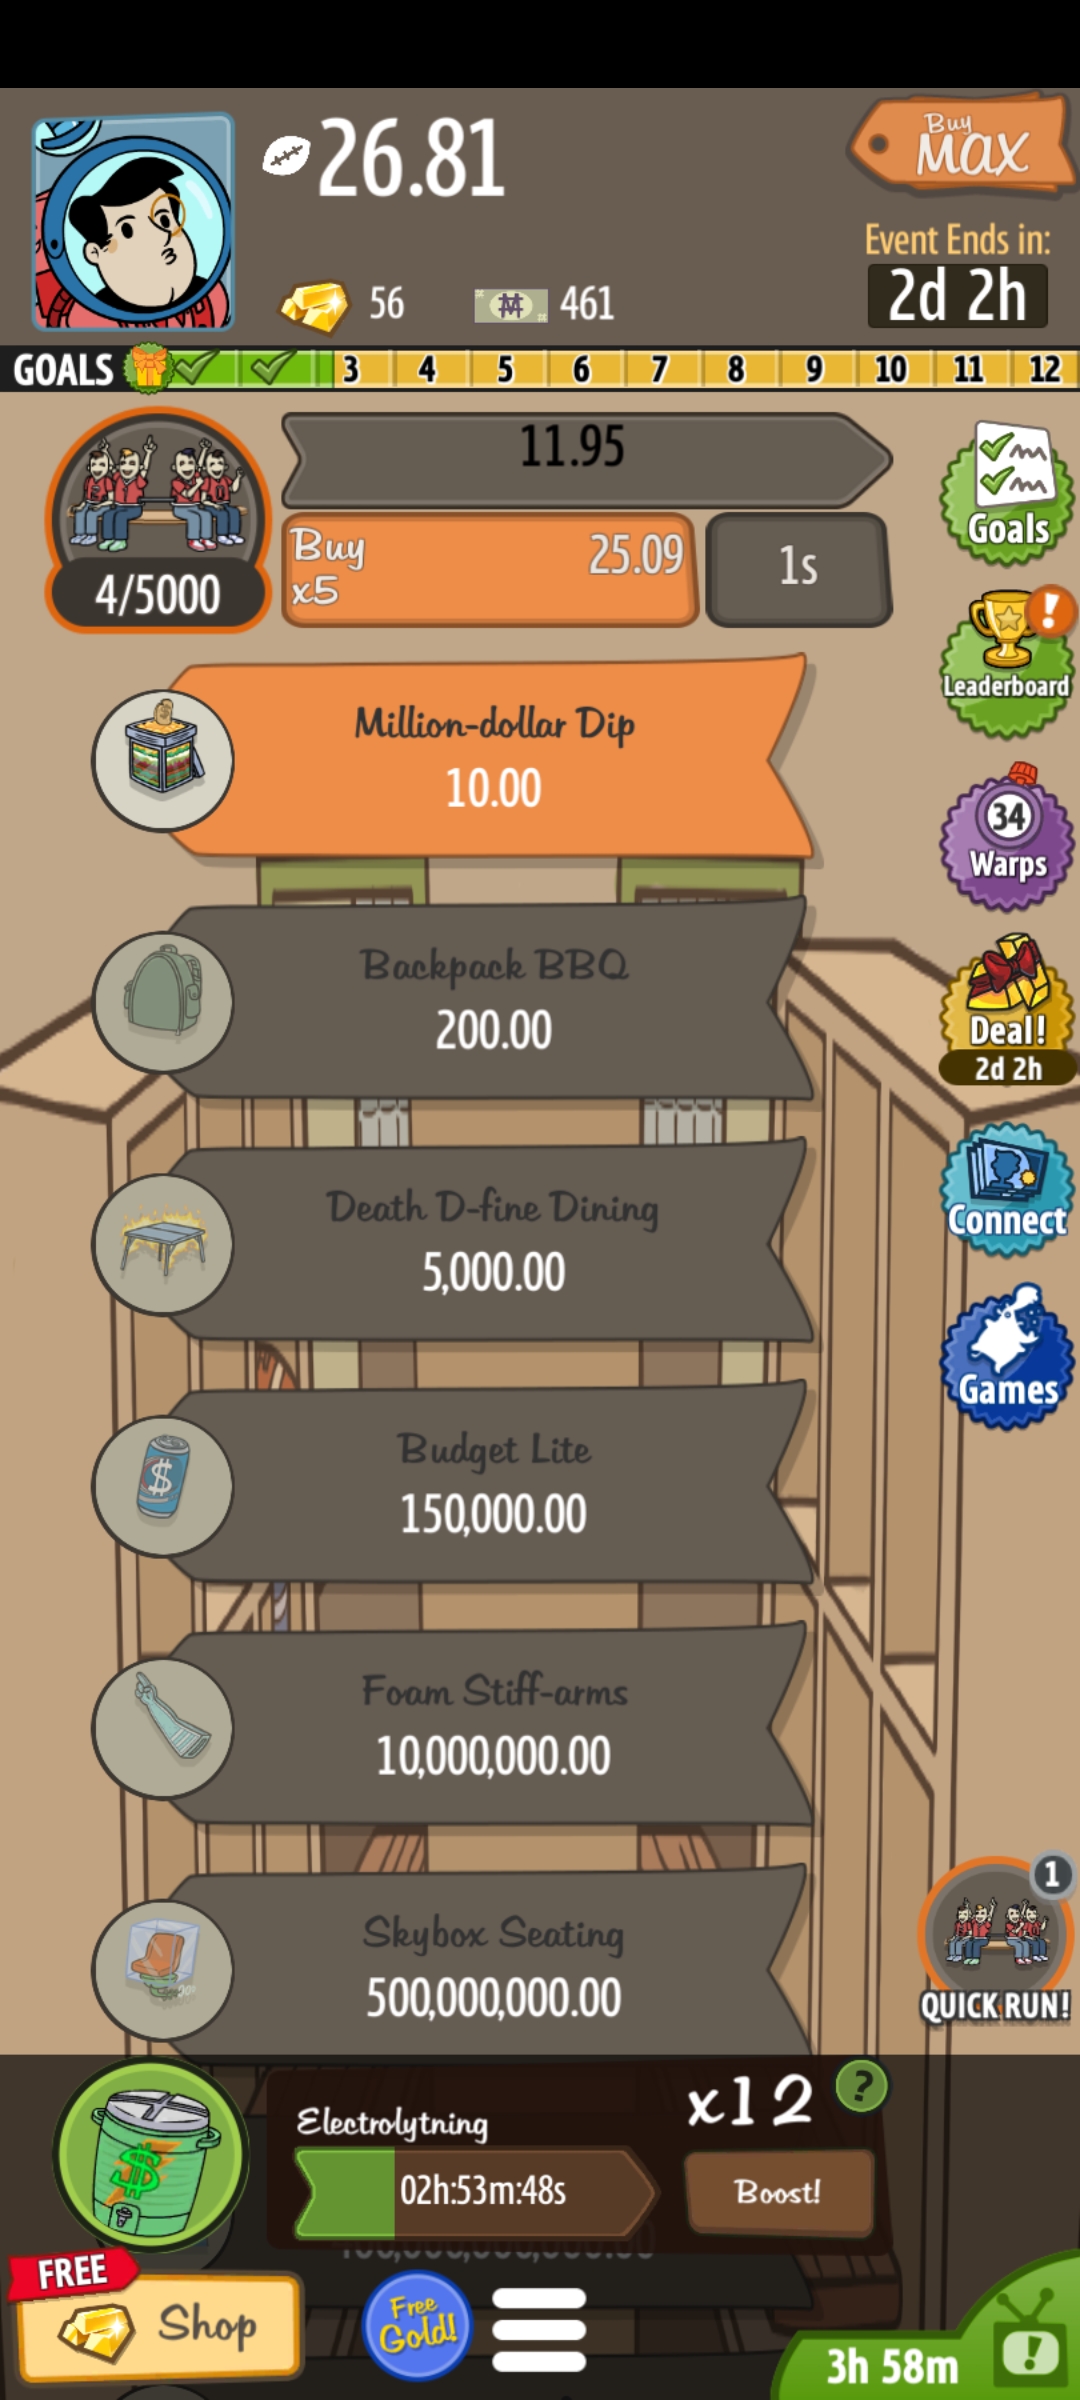 26.81
Buy
MAX
Event Ends in:
2d 2h
56
461
GOALS 3 4 5 6 7 8 9 10 11 12
11.95
4/5000
Buy
x5
25.09
1s
Goals
Million-dollar Dip
10.00
!
Leaderboard
34
Warps
Backpack BBQ
200.00
Deal!
2d 2h
Death D-fine Dining
5,000.00
Connect
Games
Budget Lite
150,000.00
Foam Stiff-arms
10,000,000.00
1
QUICK RUN!
Skybox Seating
500,000,000.00
Electrolytning
x12
?
02h:53m:48s
Boost!
FREE
Shop
Free
Gold!
3h 58m
!